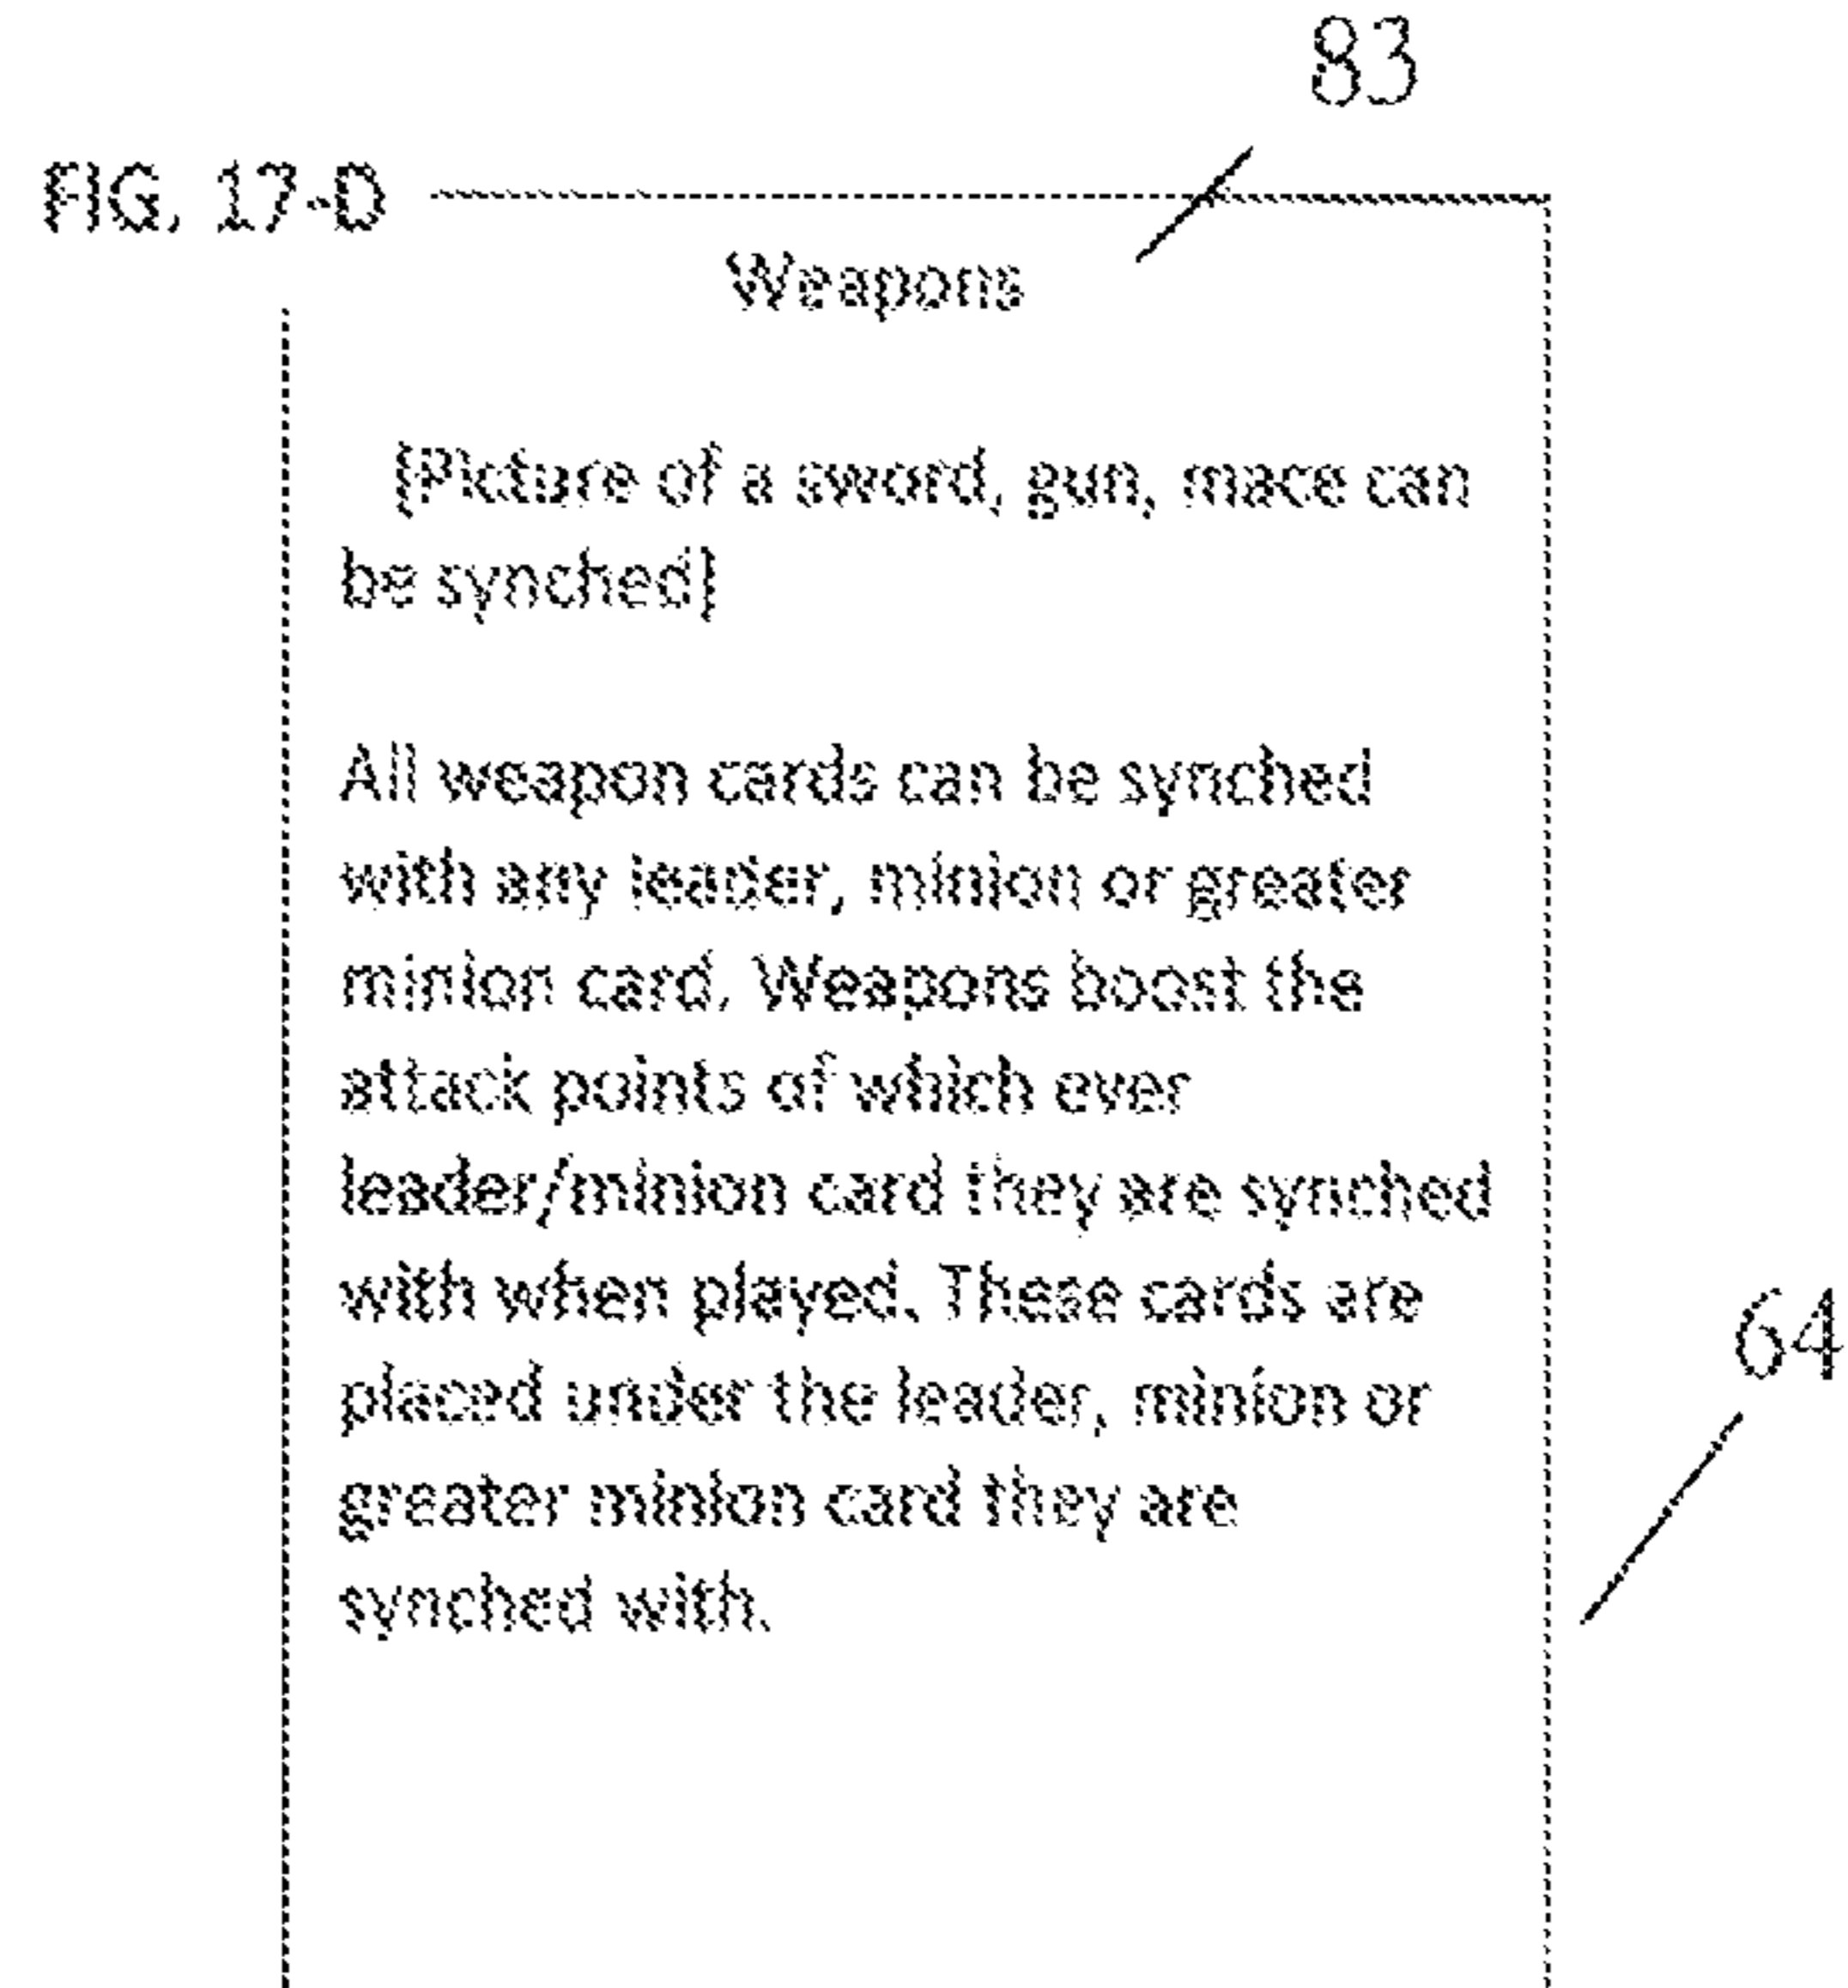 83
FIG. 17-D
Weapons
[Picture of a sword, gun, mace can
be synched]
All weapon cards can be synched
with any leader, minion or greater
minion card. Weapons boost the
attack points of which ever
leader/minion card they are synched
with when played. These cards are
64
placed under the leader, minion or
greater minion card they are
synched with.